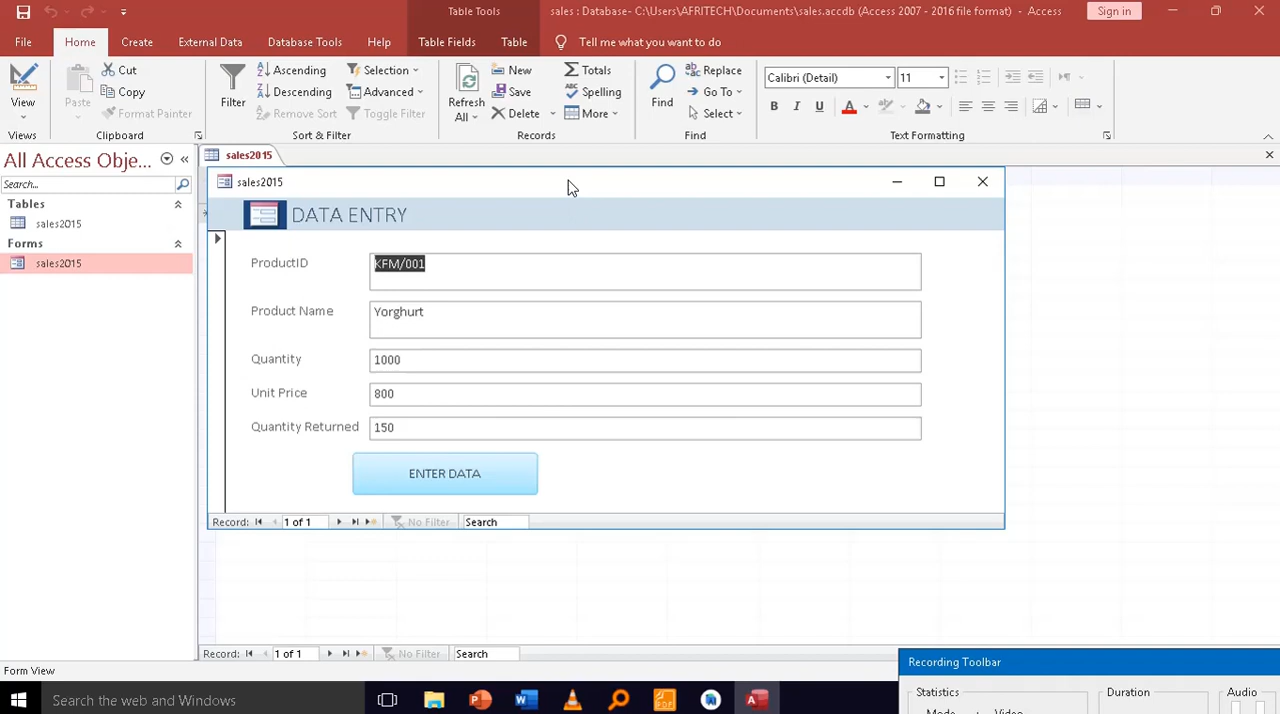 Table Tools
sales : Database- C:\Users\AFRITECH\Documents\sales.accdb (Access 2007 - 2016 file format) - Access
Sign in
File
Home
Create
External Data
Database Tools
Help
Table Fields
Table
Tell me what you want to do
View
Views
Paste
Cut
Copy
Format Painter
Clipboard
Filter
Ascending
Descending
Remove Sort
Selection
Advanced
Toggle Filter
Sort & Filter
Refresh
All
New
Save
Delete
Totals
Spelling
More
Records
Find
Replace
Go To
Select
Find
Calibri (Detail)
11
B I U A
Text Formatting
All Access Obje...
Search...
Tables
sales2015
Forms
sales2015
sales2015
sales2015
DATA ENTRY
ProductID
KFM/001
Product Name
Yorghurt
Quantity
1000
Unit Price
800
Quantity Returned
150
ENTER DATA
Record:
1 of 1
No Filter
Search
Record:
1 of 1
No Filter
Search
Form View
Recording Toolbar
Statistics
Duration
Audio
Search the web and Windows